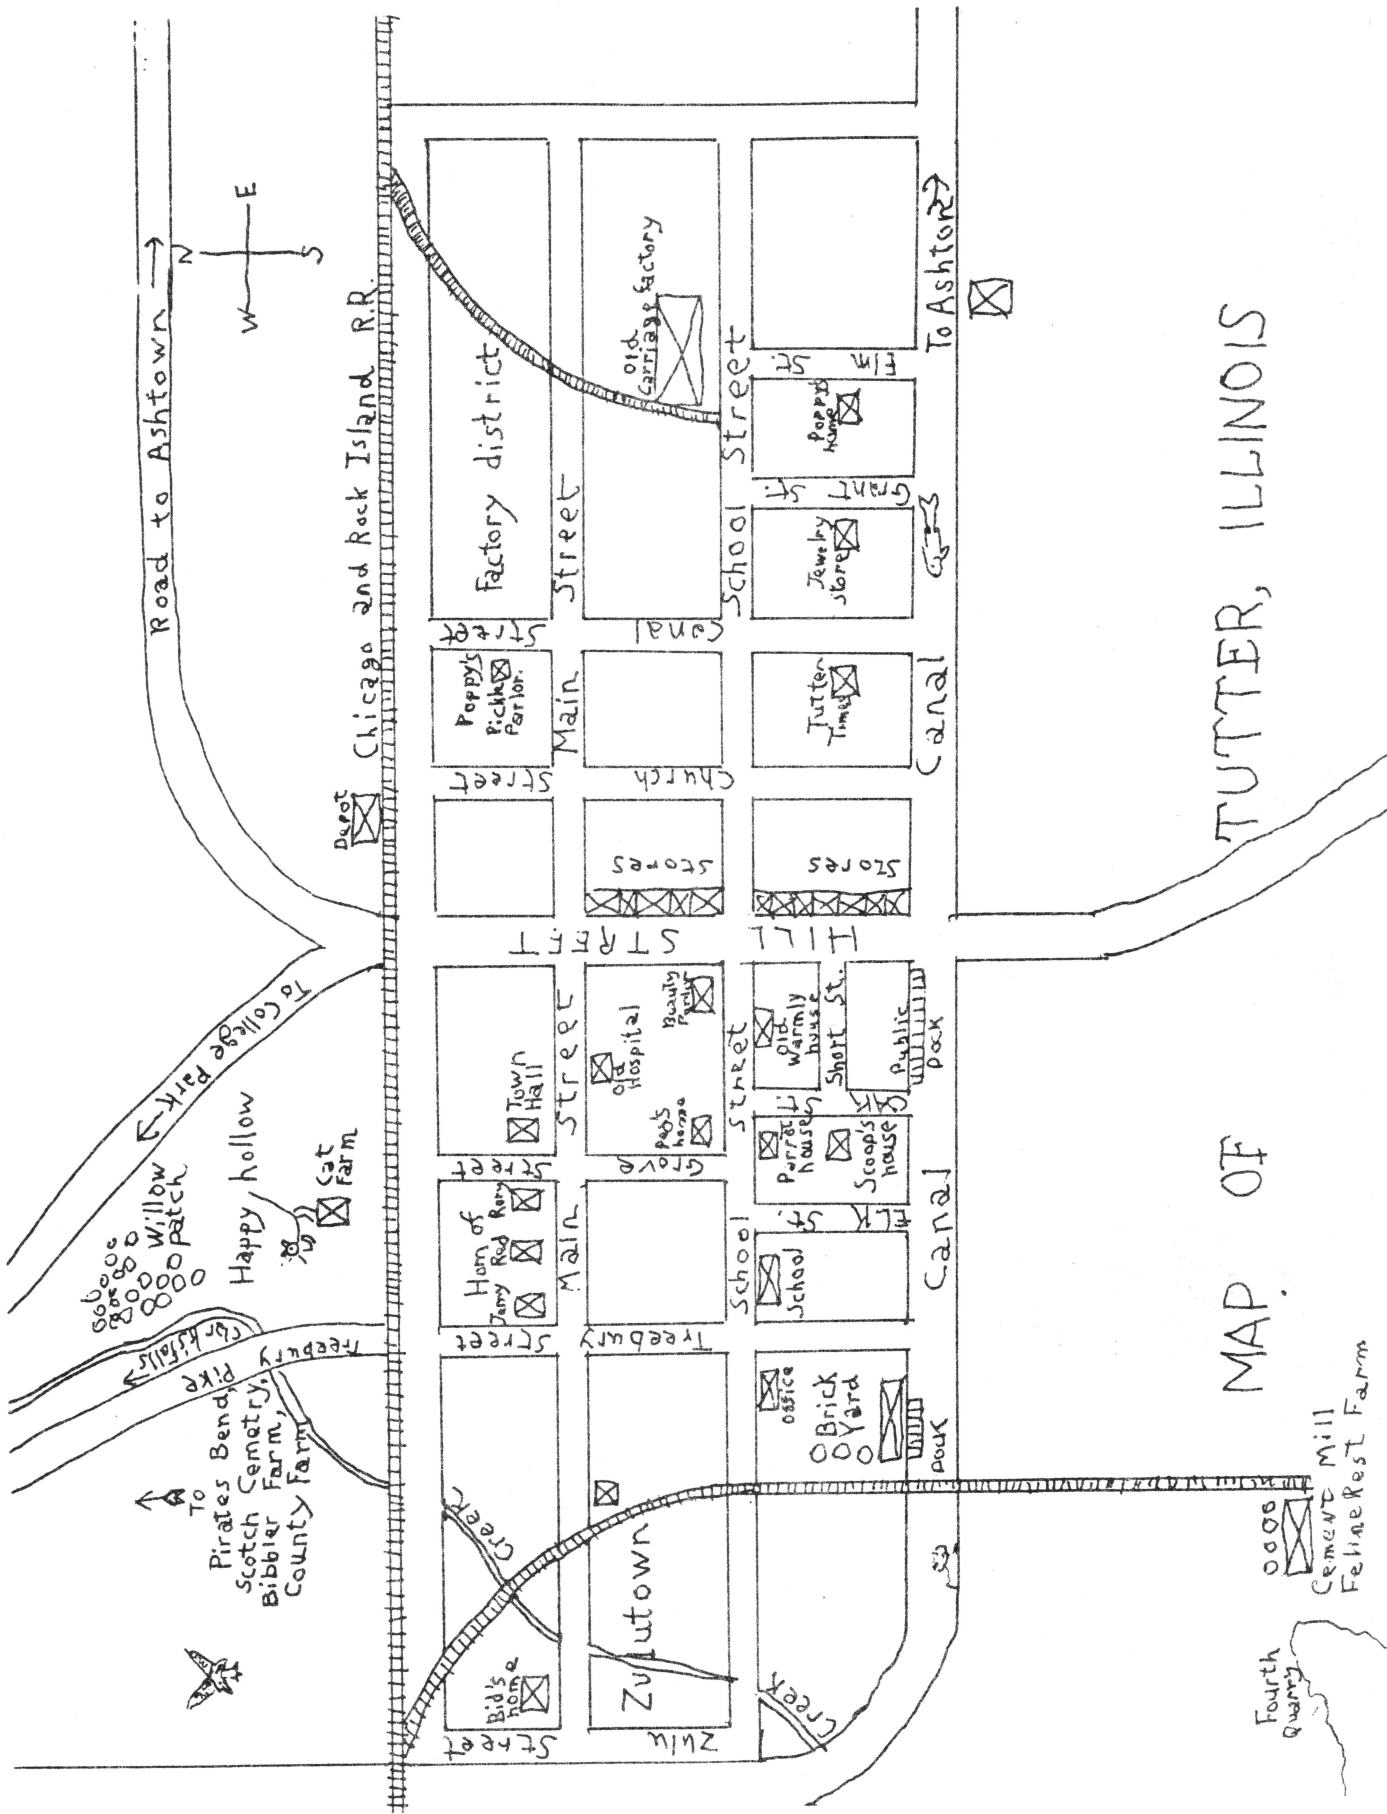 MAP OF TUTTER, ILLINOIS
Road to Ashtown →
N
E
S
W
To College Park
Willow
patch
Happy hollow
Cat
Farm
Clarksfalls
Treebury
Pike
To
Pirates Bend,
Scotch Cemetry,
Bibbler Farm,
County Farm
Depot
Chicago and Rock Island R.R.
Bid's
home
Creek
Hom of
Jerry Red Rory
Town
Hall
Poppy's
Pickle
Parlor.
Factory district
Zulu Street
Treebury Street
Grove Street
HILL STREET
Church Street
Canal Street
Main Street
Main Street
Zulutown
Peg's
home
Old
Hospital
Beauty
Parlor
Stores
Old
Carriage factory
School Street
School Street
Creek
Office
Brick
Yard
School
ELK St.
Parrot
house
Scoop's
house
OAK St.
Old
Warmly
house
Short St.
Public
Dock
Stores
Tutter
Times
Jewelry
Store
Grant St.
Poppy's
home
Elm St.
Dock
Canal
Canal
To Ashton →
Fourth
Quarry
Cement Mill
Feline Rest Farm